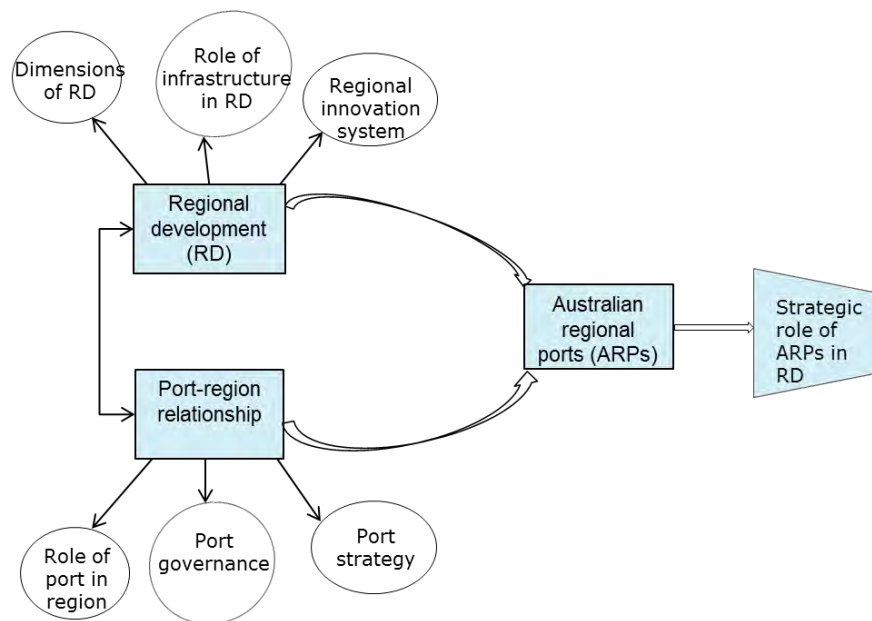 Dimensions
of RD
Role of
infrastructure
in RD
Regional
innovation
system
Regional
development
(RD)
Australian
regional
ports (ARPs)
Strategic
role of
ARPs in
RD
Port-region
relationship
Role of
port in
region
Port
governance
Port
strategy